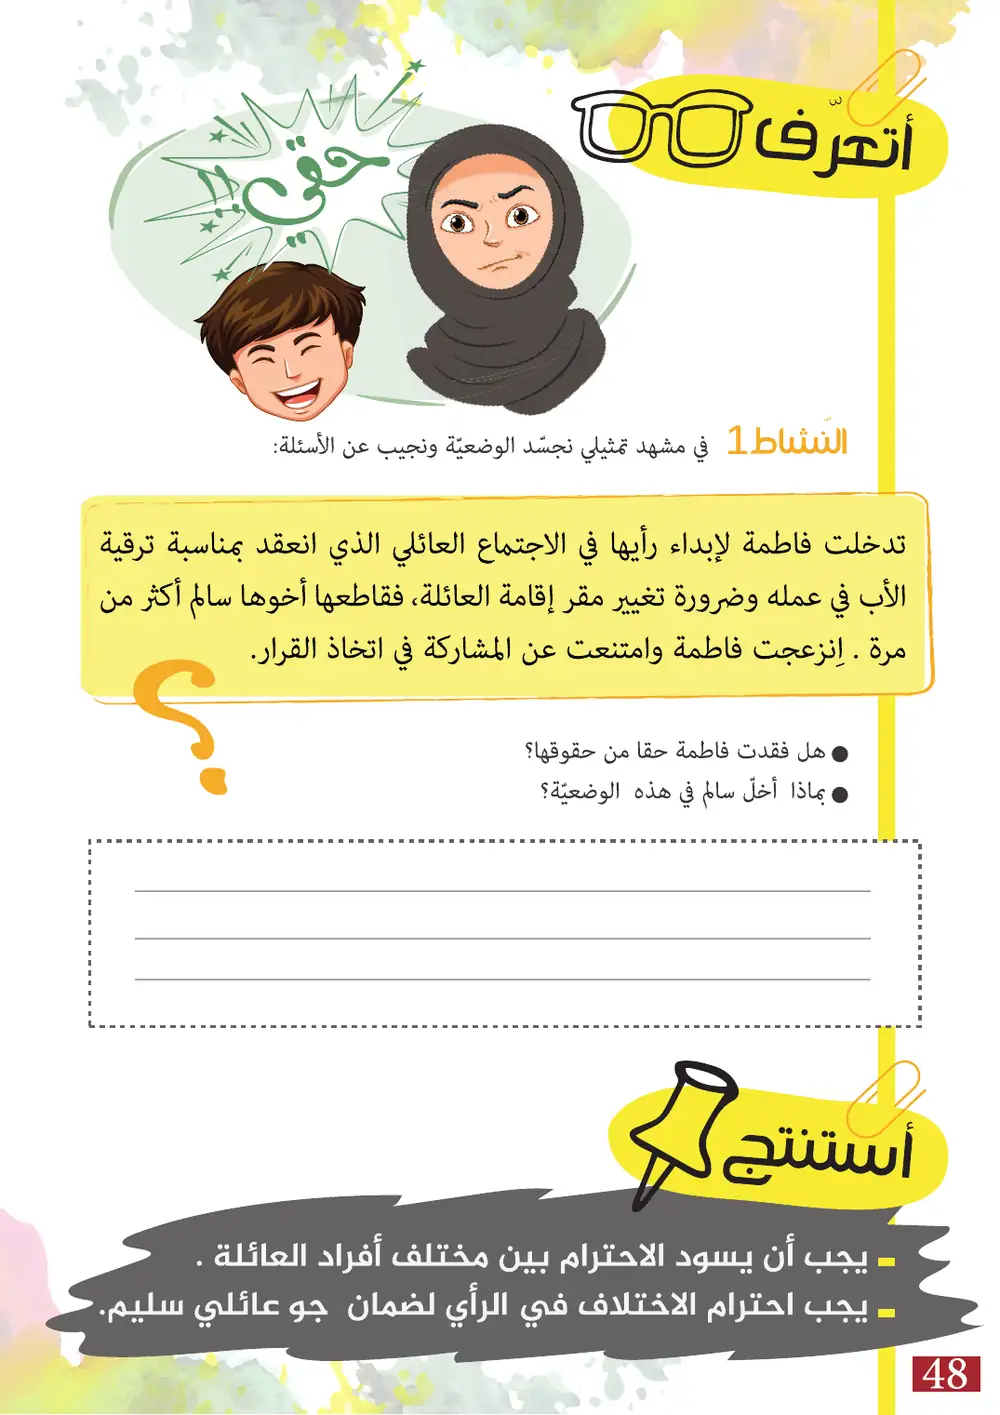 أتعرّف
حقي !!
النّشاط 1 في مشهد تمثيلي نجسّد الوضعيّة ونجيب عن الأسئلة:
تدخلت فاطمة لإبداء رأيها في الاجتماع العائلي الذي انعقد بمناسبة ترقية
الأب في عمله وضرورة تغيير مقر إقامة العائلة، فقاطعها أخوها سالم أكثر من
مرة . اِنزعجت فاطمة وامتنعت عن المشاركة في اتخاذ القرار.
؟
● هل فقدت فاطمة حقا من حقوقها؟
● بماذا أخلّ سالم في هذه الوضعيّة؟
أستنتج
- يجب أن يسود الاحترام بين مختلف أفراد العائلة .
- يجب احترام الاختلاف في الرأي لضمان جو عائلي سليم.
48